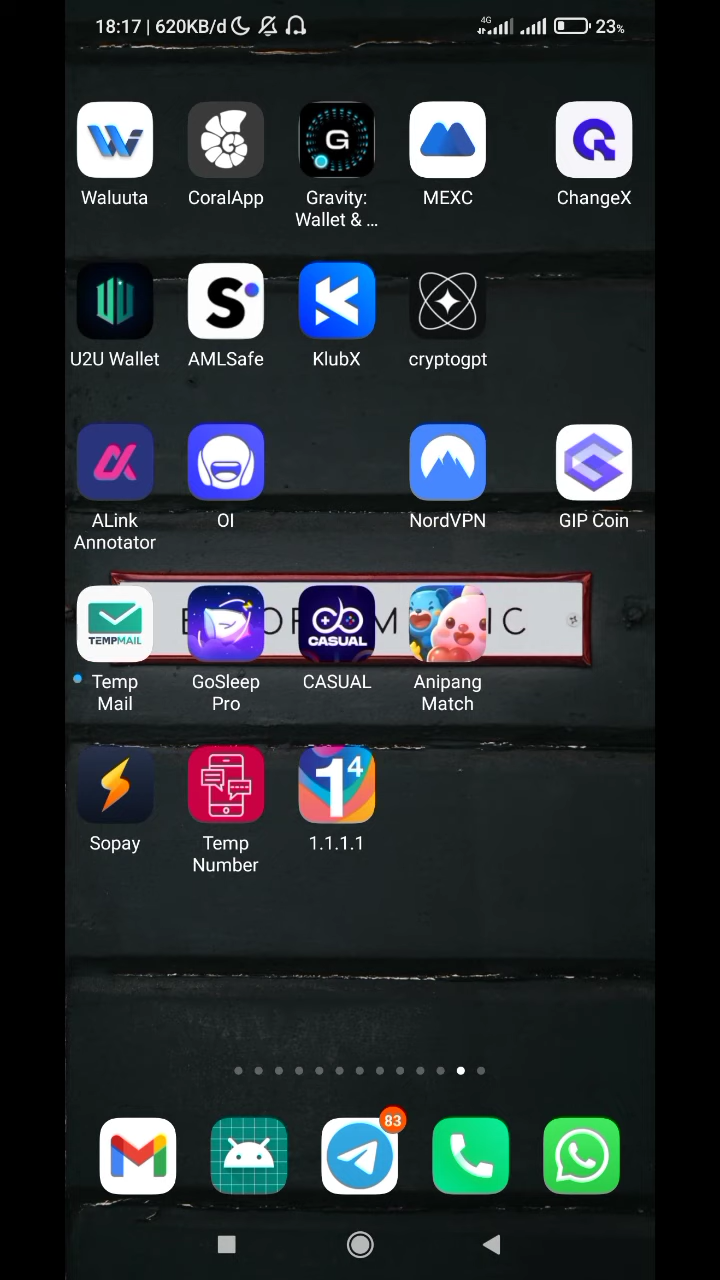 18:17 | 620KB/d
4G
23%
G
Waluuta
CoralApp
Gravity:
Wallet & ...
MEXC
ChangeX
U2U Wallet
AMLSafe
KlubX
cryptogpt
ALink
Annotator
OI
NordVPN
GIP Coin
TEMPMAIL
CASUAL
IC
Temp
Mail
GoSleep
Pro
CASUAL
Anipang
Match
1⁴
Sopay
Temp
Number
1.1.1.1
83